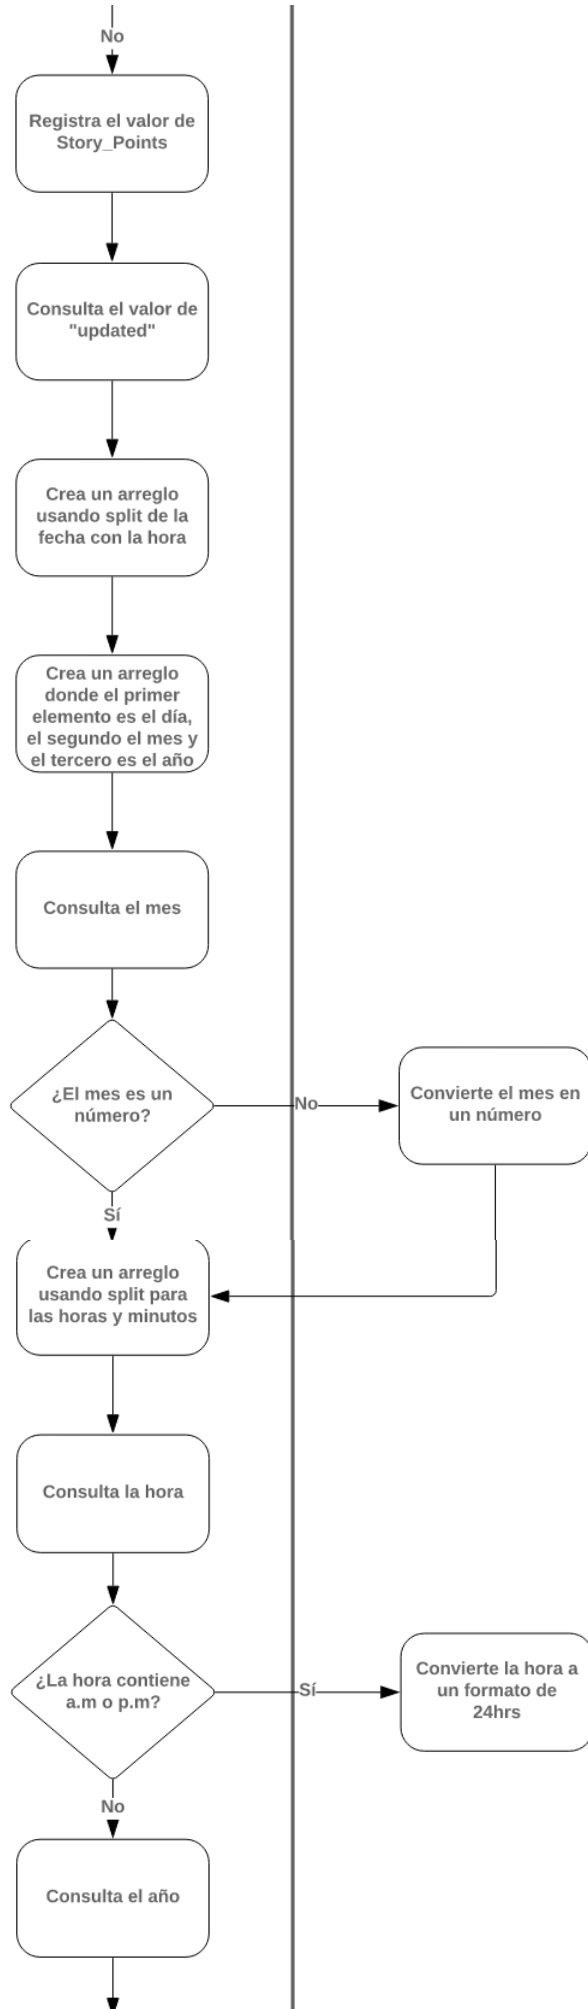 No
Registra el valor de
Story_Points
Consulta el valor de
"updated"
Crea un arreglo
usando split de la
fecha con la hora
Crea un arreglo
donde el primer
elemento es el día,
el segundo el mes y
el tercero es el año
Consulta el mes
¿El mes es un
número?
No
Convierte el mes en
un número
Sí
Crea un arreglo
usando split para
las horas y minutos
Consulta la hora
¿La hora contiene
a.m o p.m?
Sí
Convierte la hora a
un formato de
24hrs
No
Consulta el año